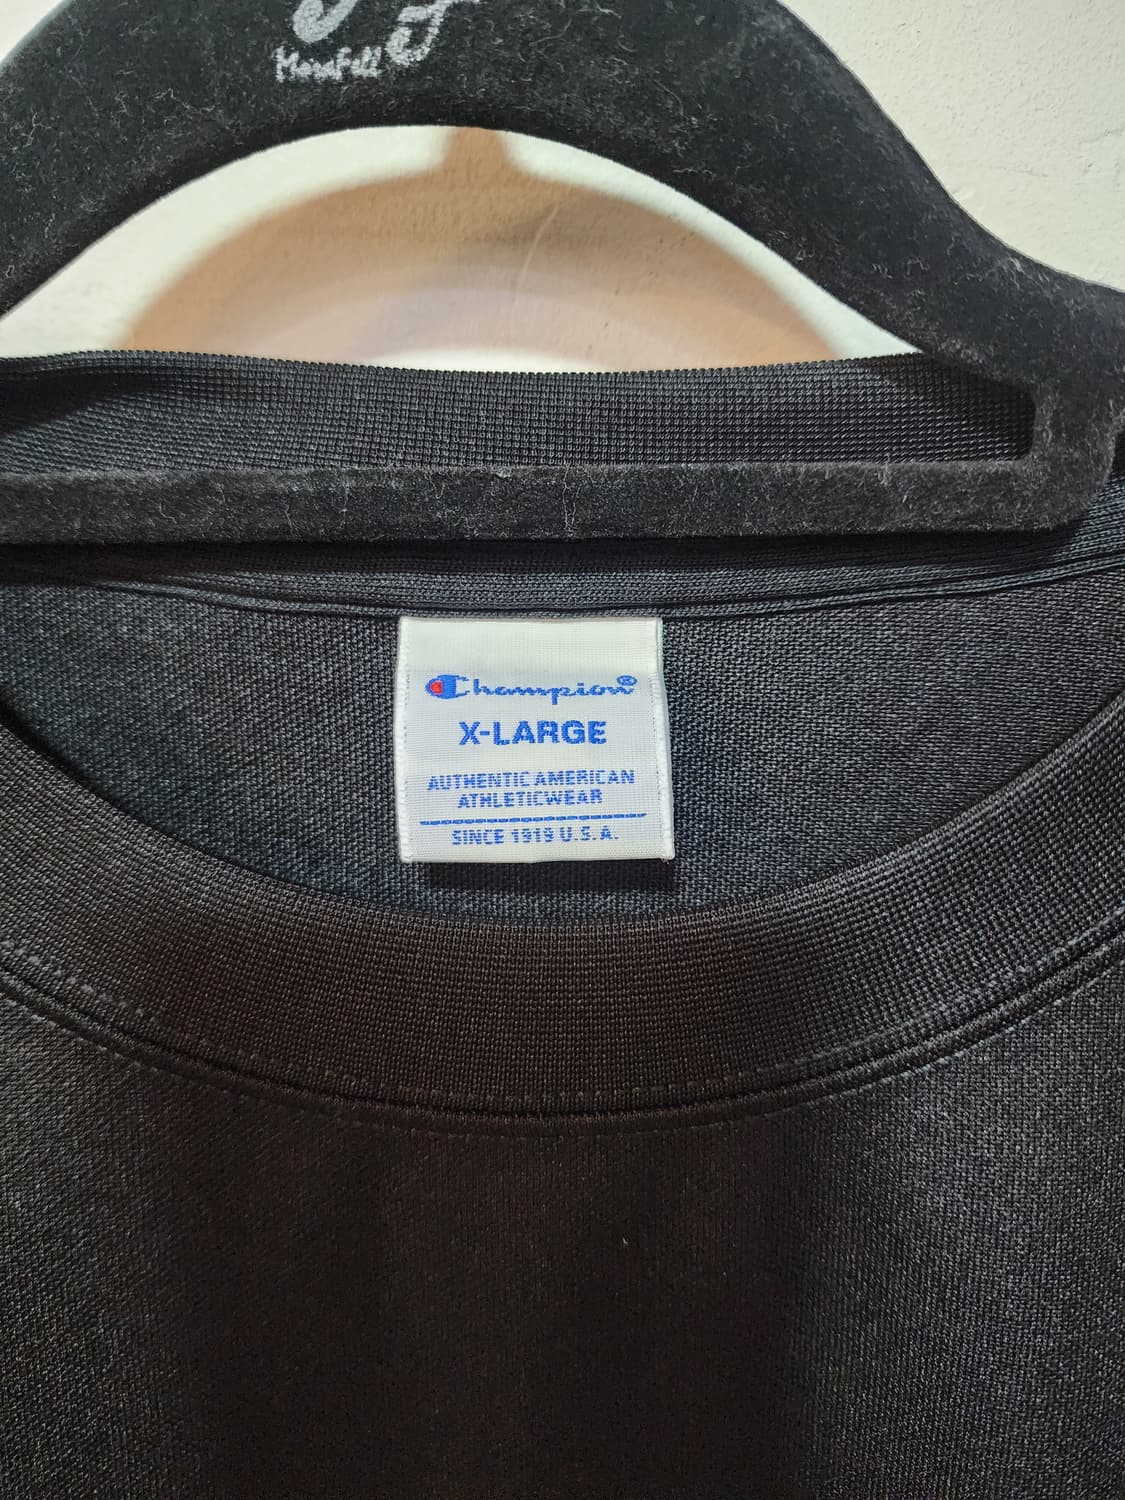 Champion®
X-LARGE
AUTHENTIC AMERICAN
ATHLETICWEAR
SINCE 1919 U.S.A.